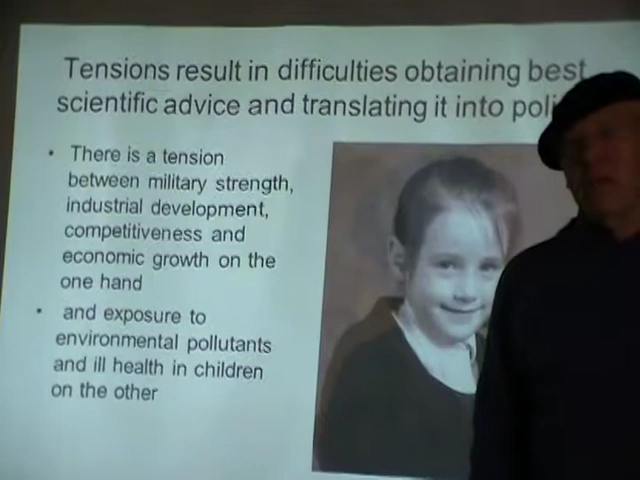 Tensions result in difficulties obtaining best
scientific advice and translating it into
• There is a tension
between military strength,
industrial development,
competitiveness and
economic growth on the
one hand
• and exposure to
environmental pollutants
and ill health in children
on the other